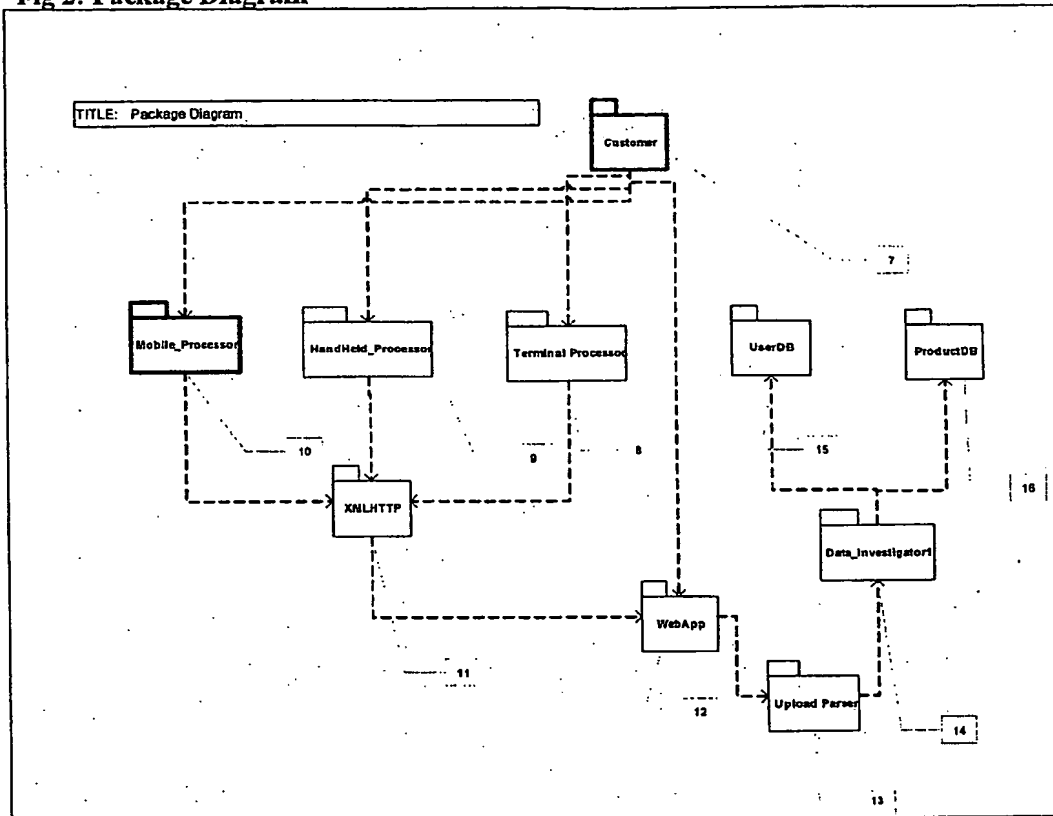 Fig 2: Package Diagram
TITLE: Package Diagram
Customer
7
Mobile_Processor
HandHeld_Processor
Terminal Processor
UserDB
ProductDB
10
9
8
15
16
XNLHTTP
Data_Investigator1
WebApp
11
12
Upload Parser
14
13